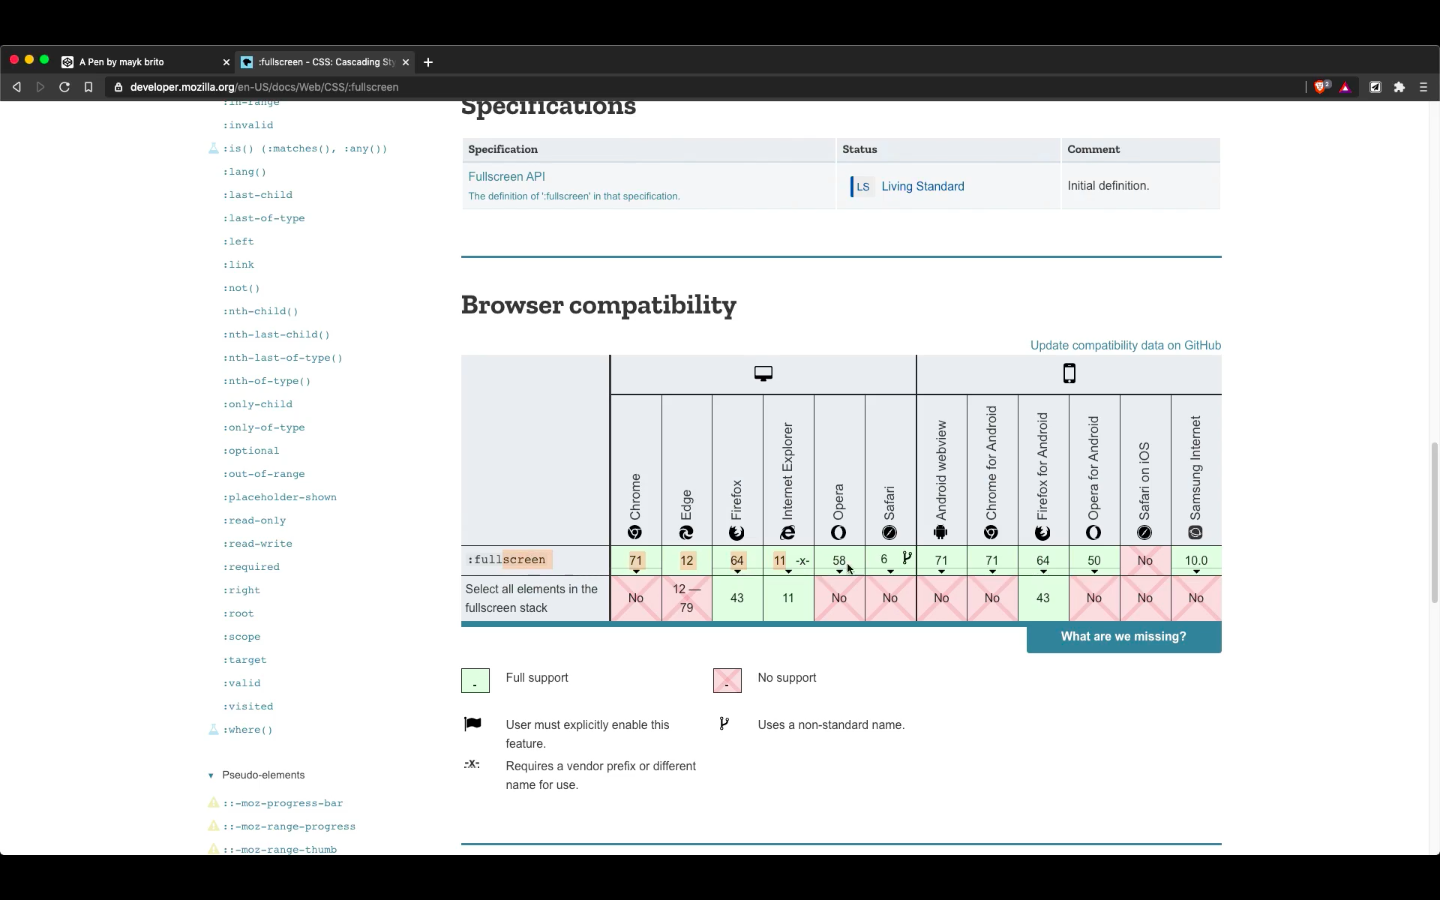 A Pen by mayk brito
:fullscreen - CSS: Cascading Sty
developer.mozilla.org/en-US/docs/Web/CSS/:fullscreen
3
:in-range
:invalid
:is() (:matches(), :any())
:lang()
:last-child
:last-of-type
:left
:link
:not()
:nth-child()
:nth-last-child()
:nth-last-of-type()
:nth-of-type()
:only-child
:only-of-type
:optional
:out-of-range
:placeholder-shown
:read-only
:read-write
:required
:right
:root
:scope
:target
:valid
:visited
:where()
Pseudo-elements
::-moz-progress-bar
::-moz-range-progress
::-moz-range-thumb
Specifications
Specification Status Comment
Fullscreen API
The definition of ':fullscreen' in that specification.
LS Living Standard
Initial definition.
Browser compatibility
Update compatibility data on GitHub
Chrome
Edge
Firefox
Internet Explorer
Opera
Safari
Android webview
Chrome for Android
Firefox for Android
Opera for Android
Safari on iOS
Samsung Internet
:fullscreen 71 12 64 11 -x- 58 6 71 71 64 50 No 10.0
Select all elements in the
fullscreen stack
No 12 —
79
43 11 No No No No 43 No No No
What are we missing?
Full support
No support
User must explicitly enable this
feature.
Uses a non-standard name.
-x- Requires a vendor prefix or different
name for use.